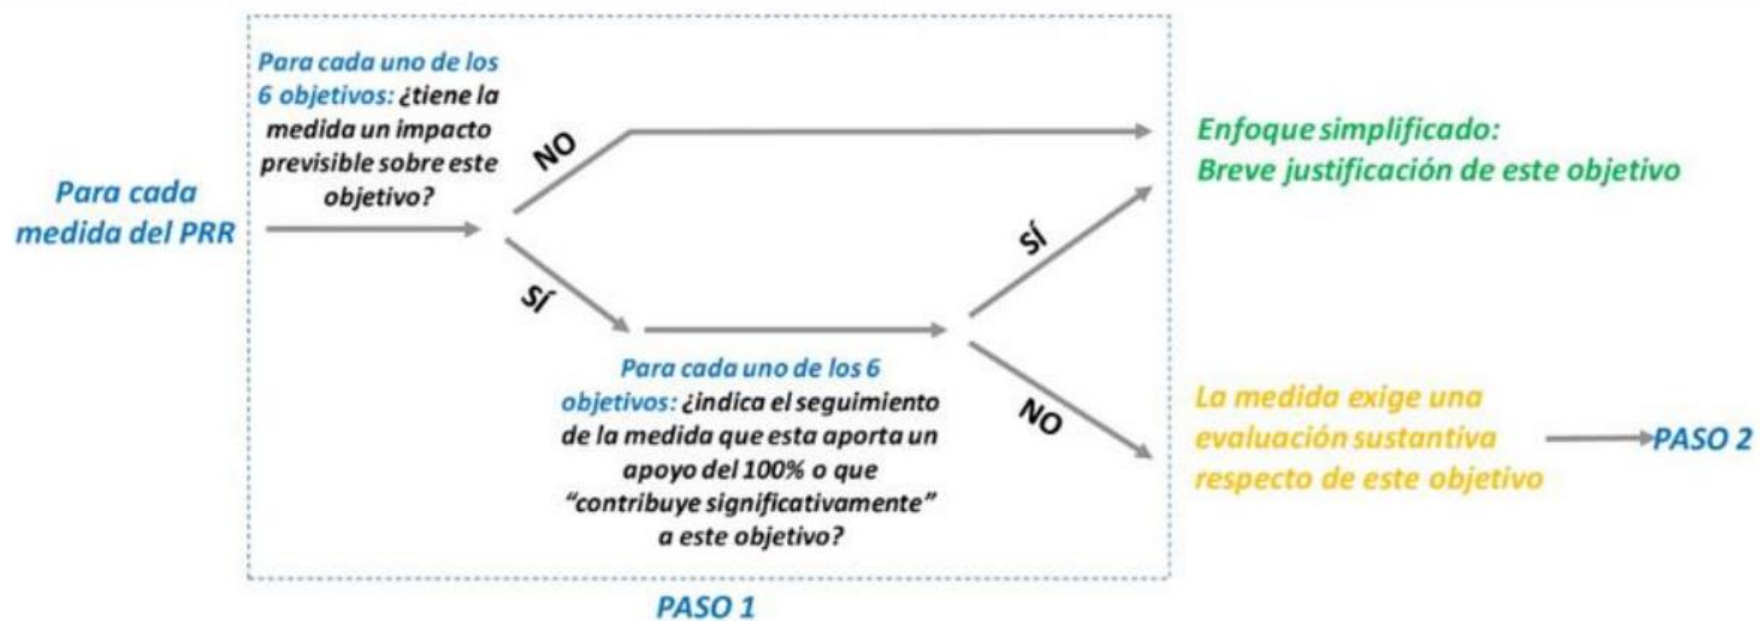 Para cada
medida del PRR
Para cada uno de los
6 objetivos: ¿tiene la
medida un impacto
previsible sobre este
objetivo?
NO
SÍ
Para cada uno de los 6
objetivos: ¿indica el seguimiento
de la medida que esta aporta un
apoyo del 100% o que
“contribuye significativamente”
a este objetivo?
SÍ
NO
Enfoque simplificado:
Breve justificación de este objetivo
La medida exige una
evaluación sustantiva
respecto de este objetivo
PASO 2
PASO 1